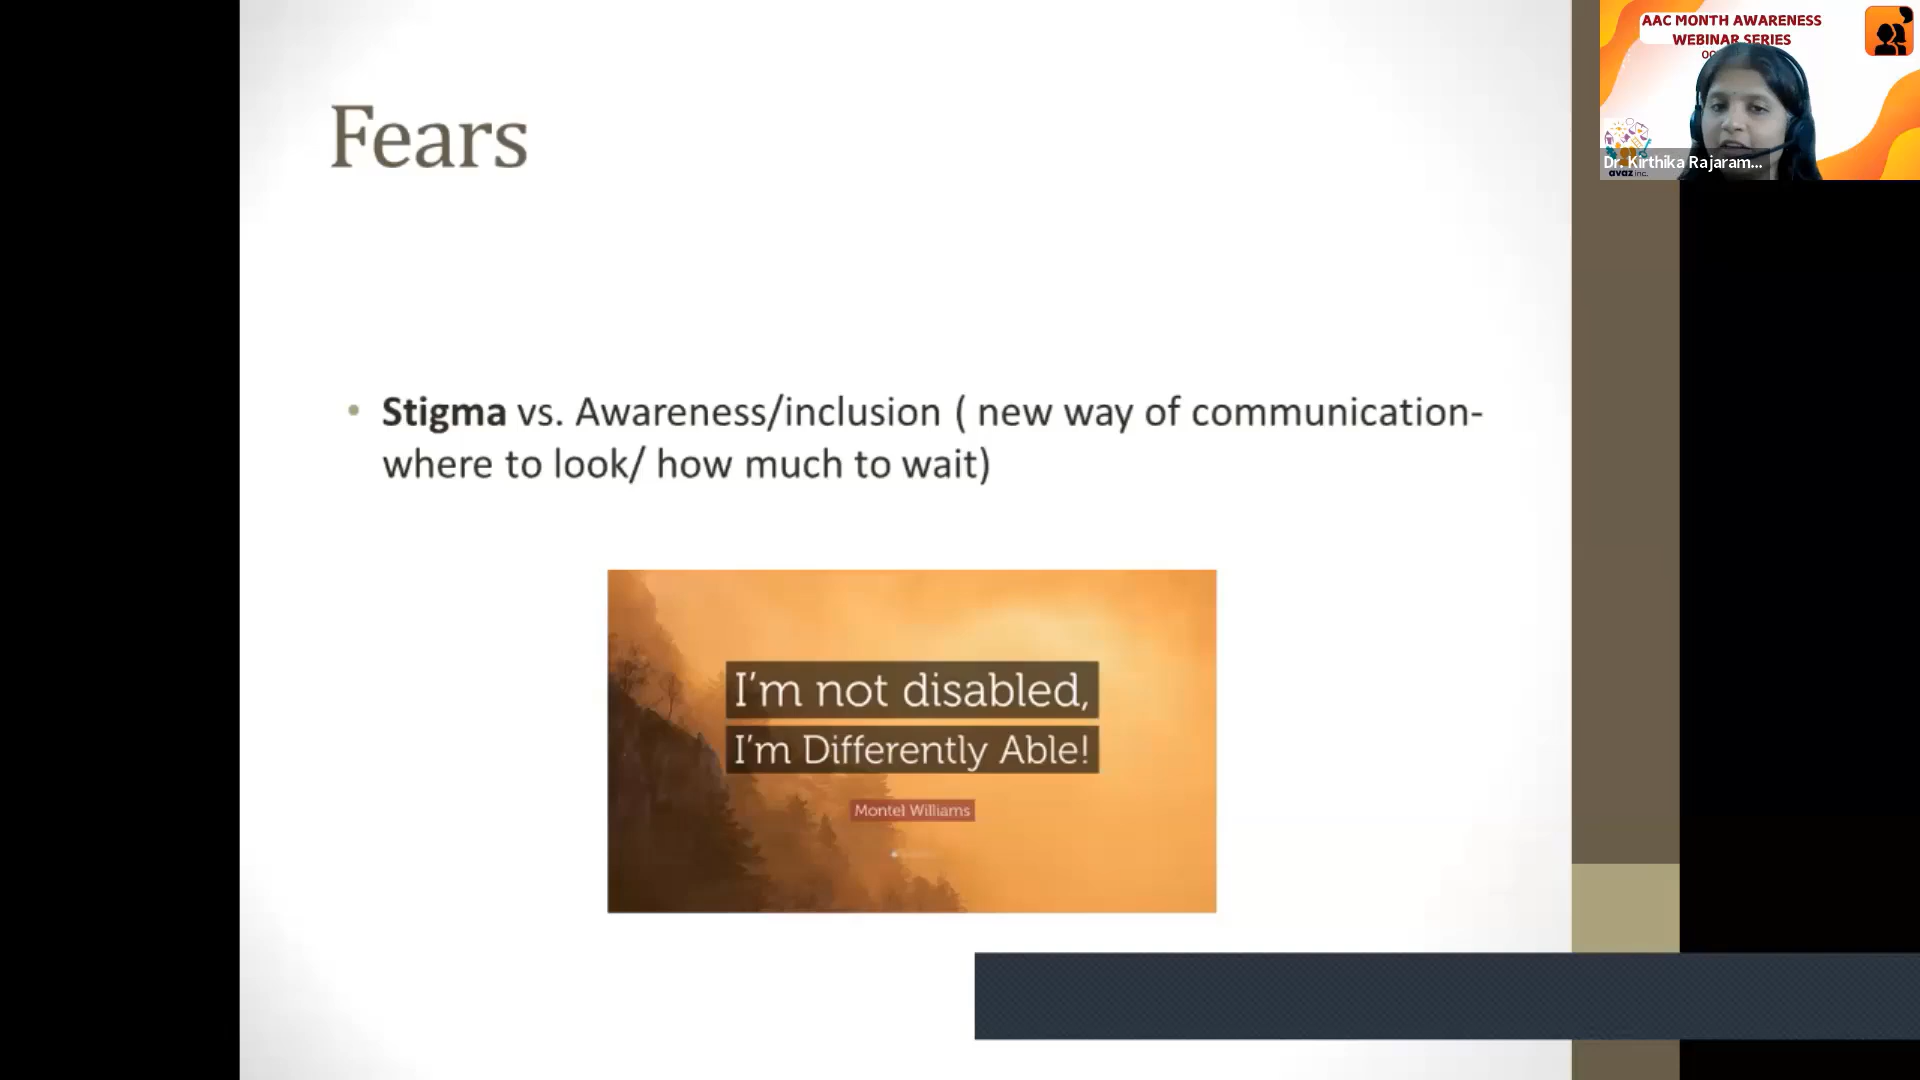 Fears
• Stigma vs. Awareness/inclusion ( new way of communication-
where to look/ how much to wait)
I’m not disabled,
I’m Differently Able!
Montel Williams
AAC MONTH AWARENESS
WEBINAR SERIES
Dr. Kirthika Rajaram...
avaz inc.